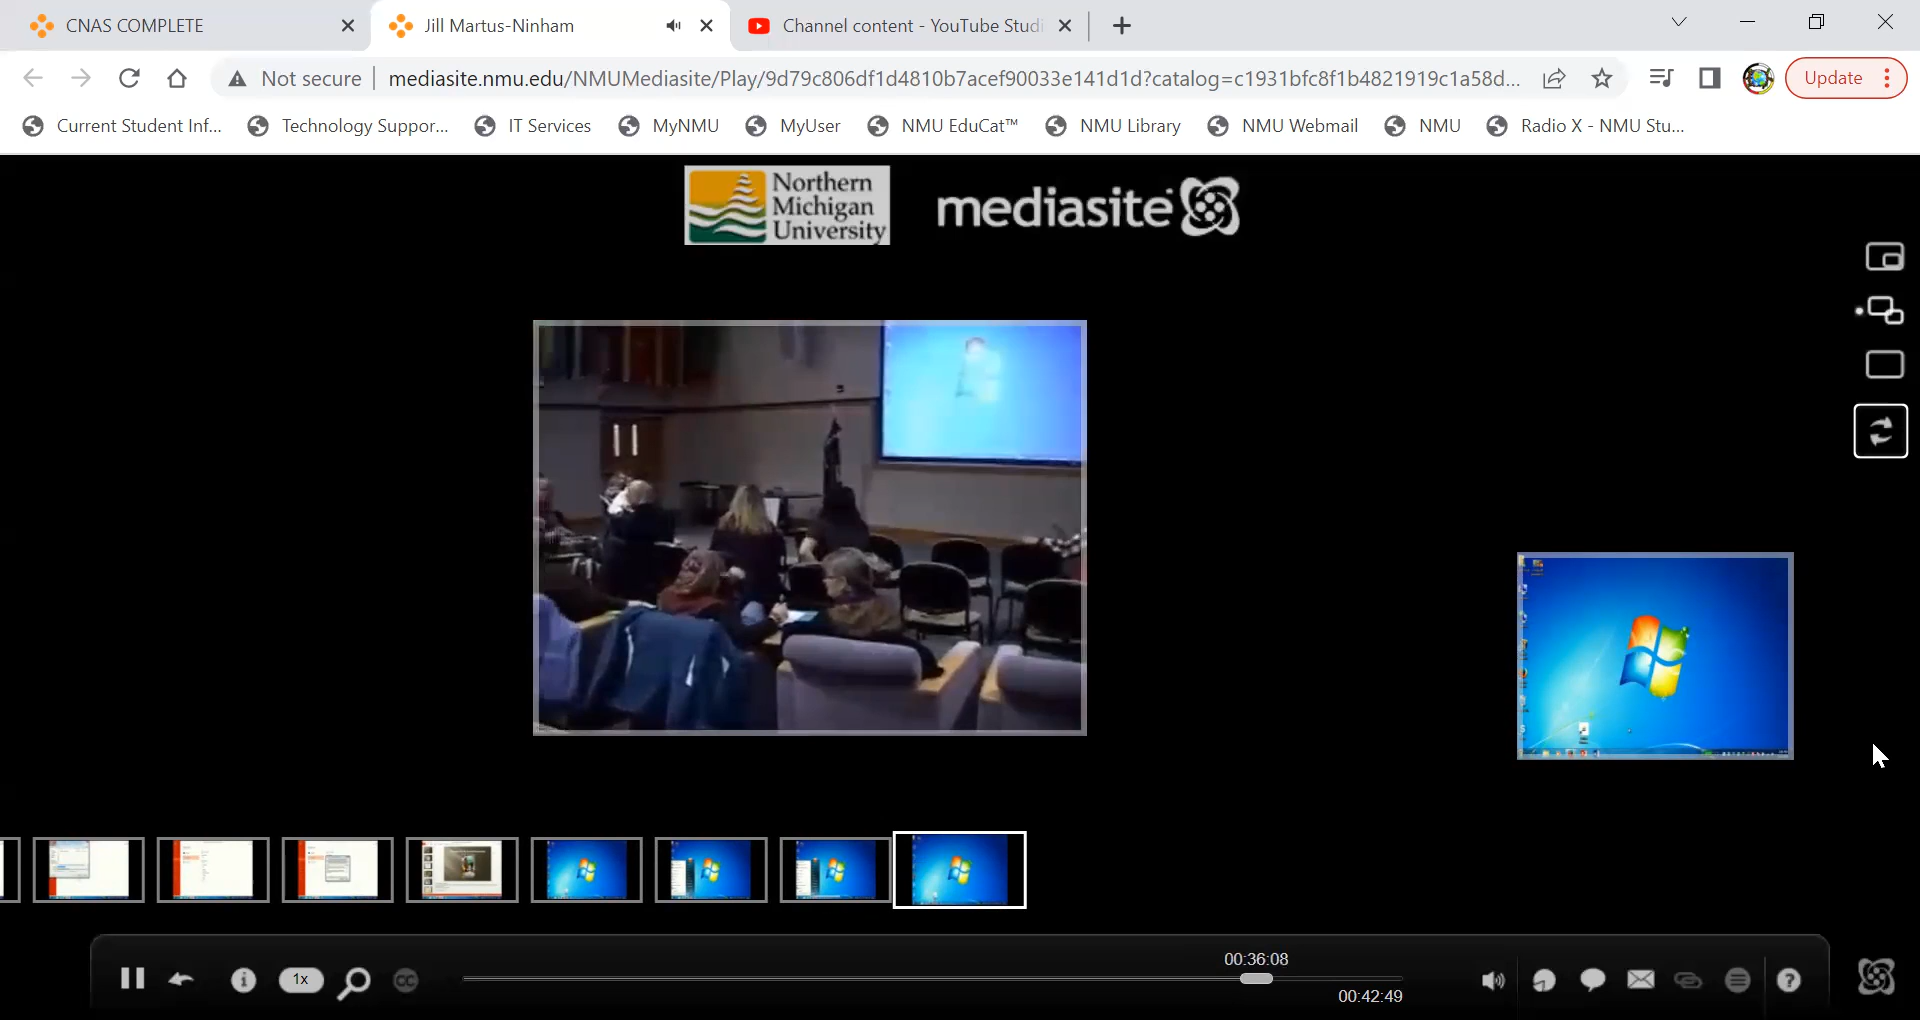 CNAS COMPLETE
Jill Martus-Ninham
Channel content - YouTube Studi
Not secure
mediasite.nmu.edu/NMUMediasite/Play/9d79c806df1d4810b7acef90033e141d1d?catalog=c1931bfc8f1b4821919c1a58d...
Update
Current Student Inf...
Technology Suppor...
IT Services
MyNMU
MyUser
NMU EduCat™
NMU Library
NMU Webmail
NMU
Radio X - NMU Stu...
Northern
Michigan
University
mediasite
00:36:08
1x
CC
00:42:49